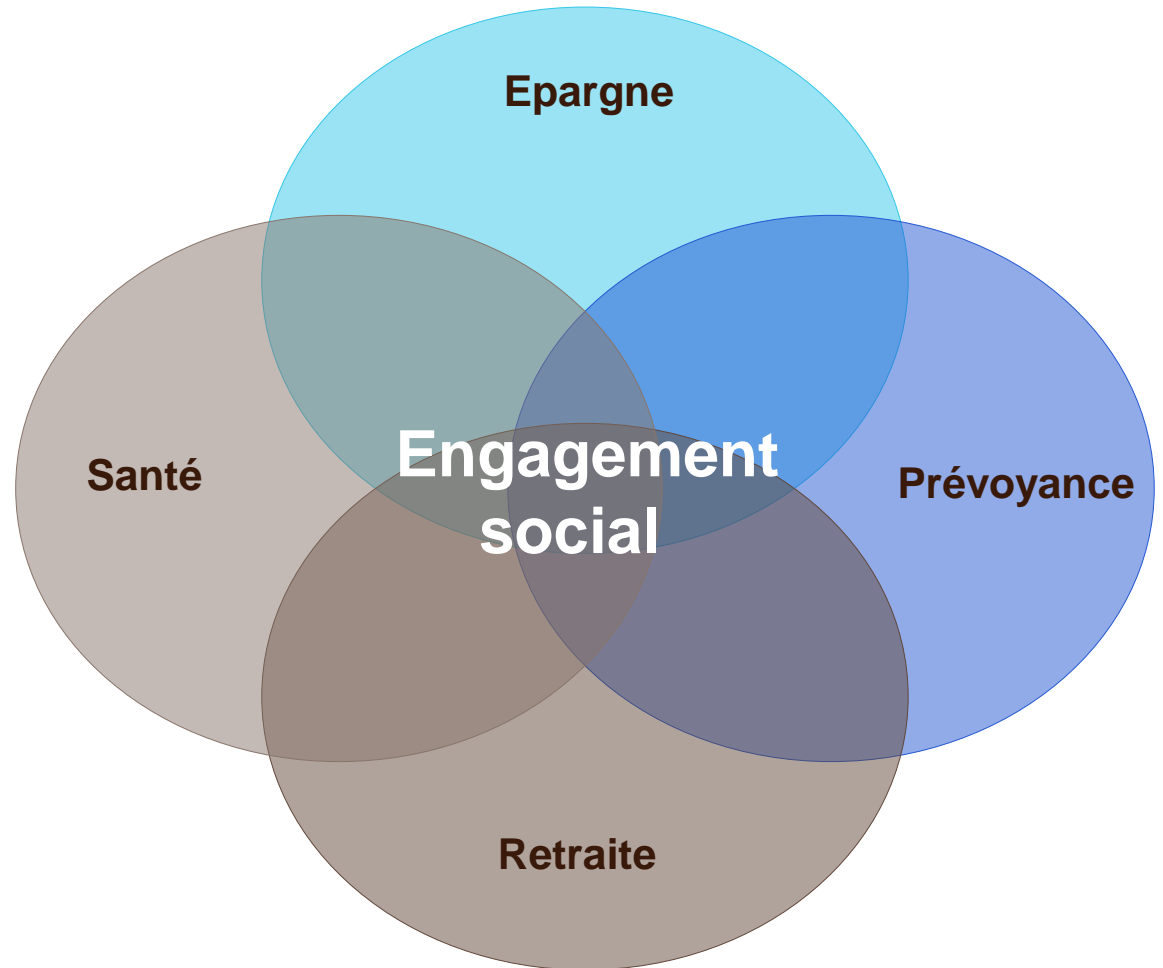 Epargne
Engagement
social
Santé
Prévoyance
Retraite